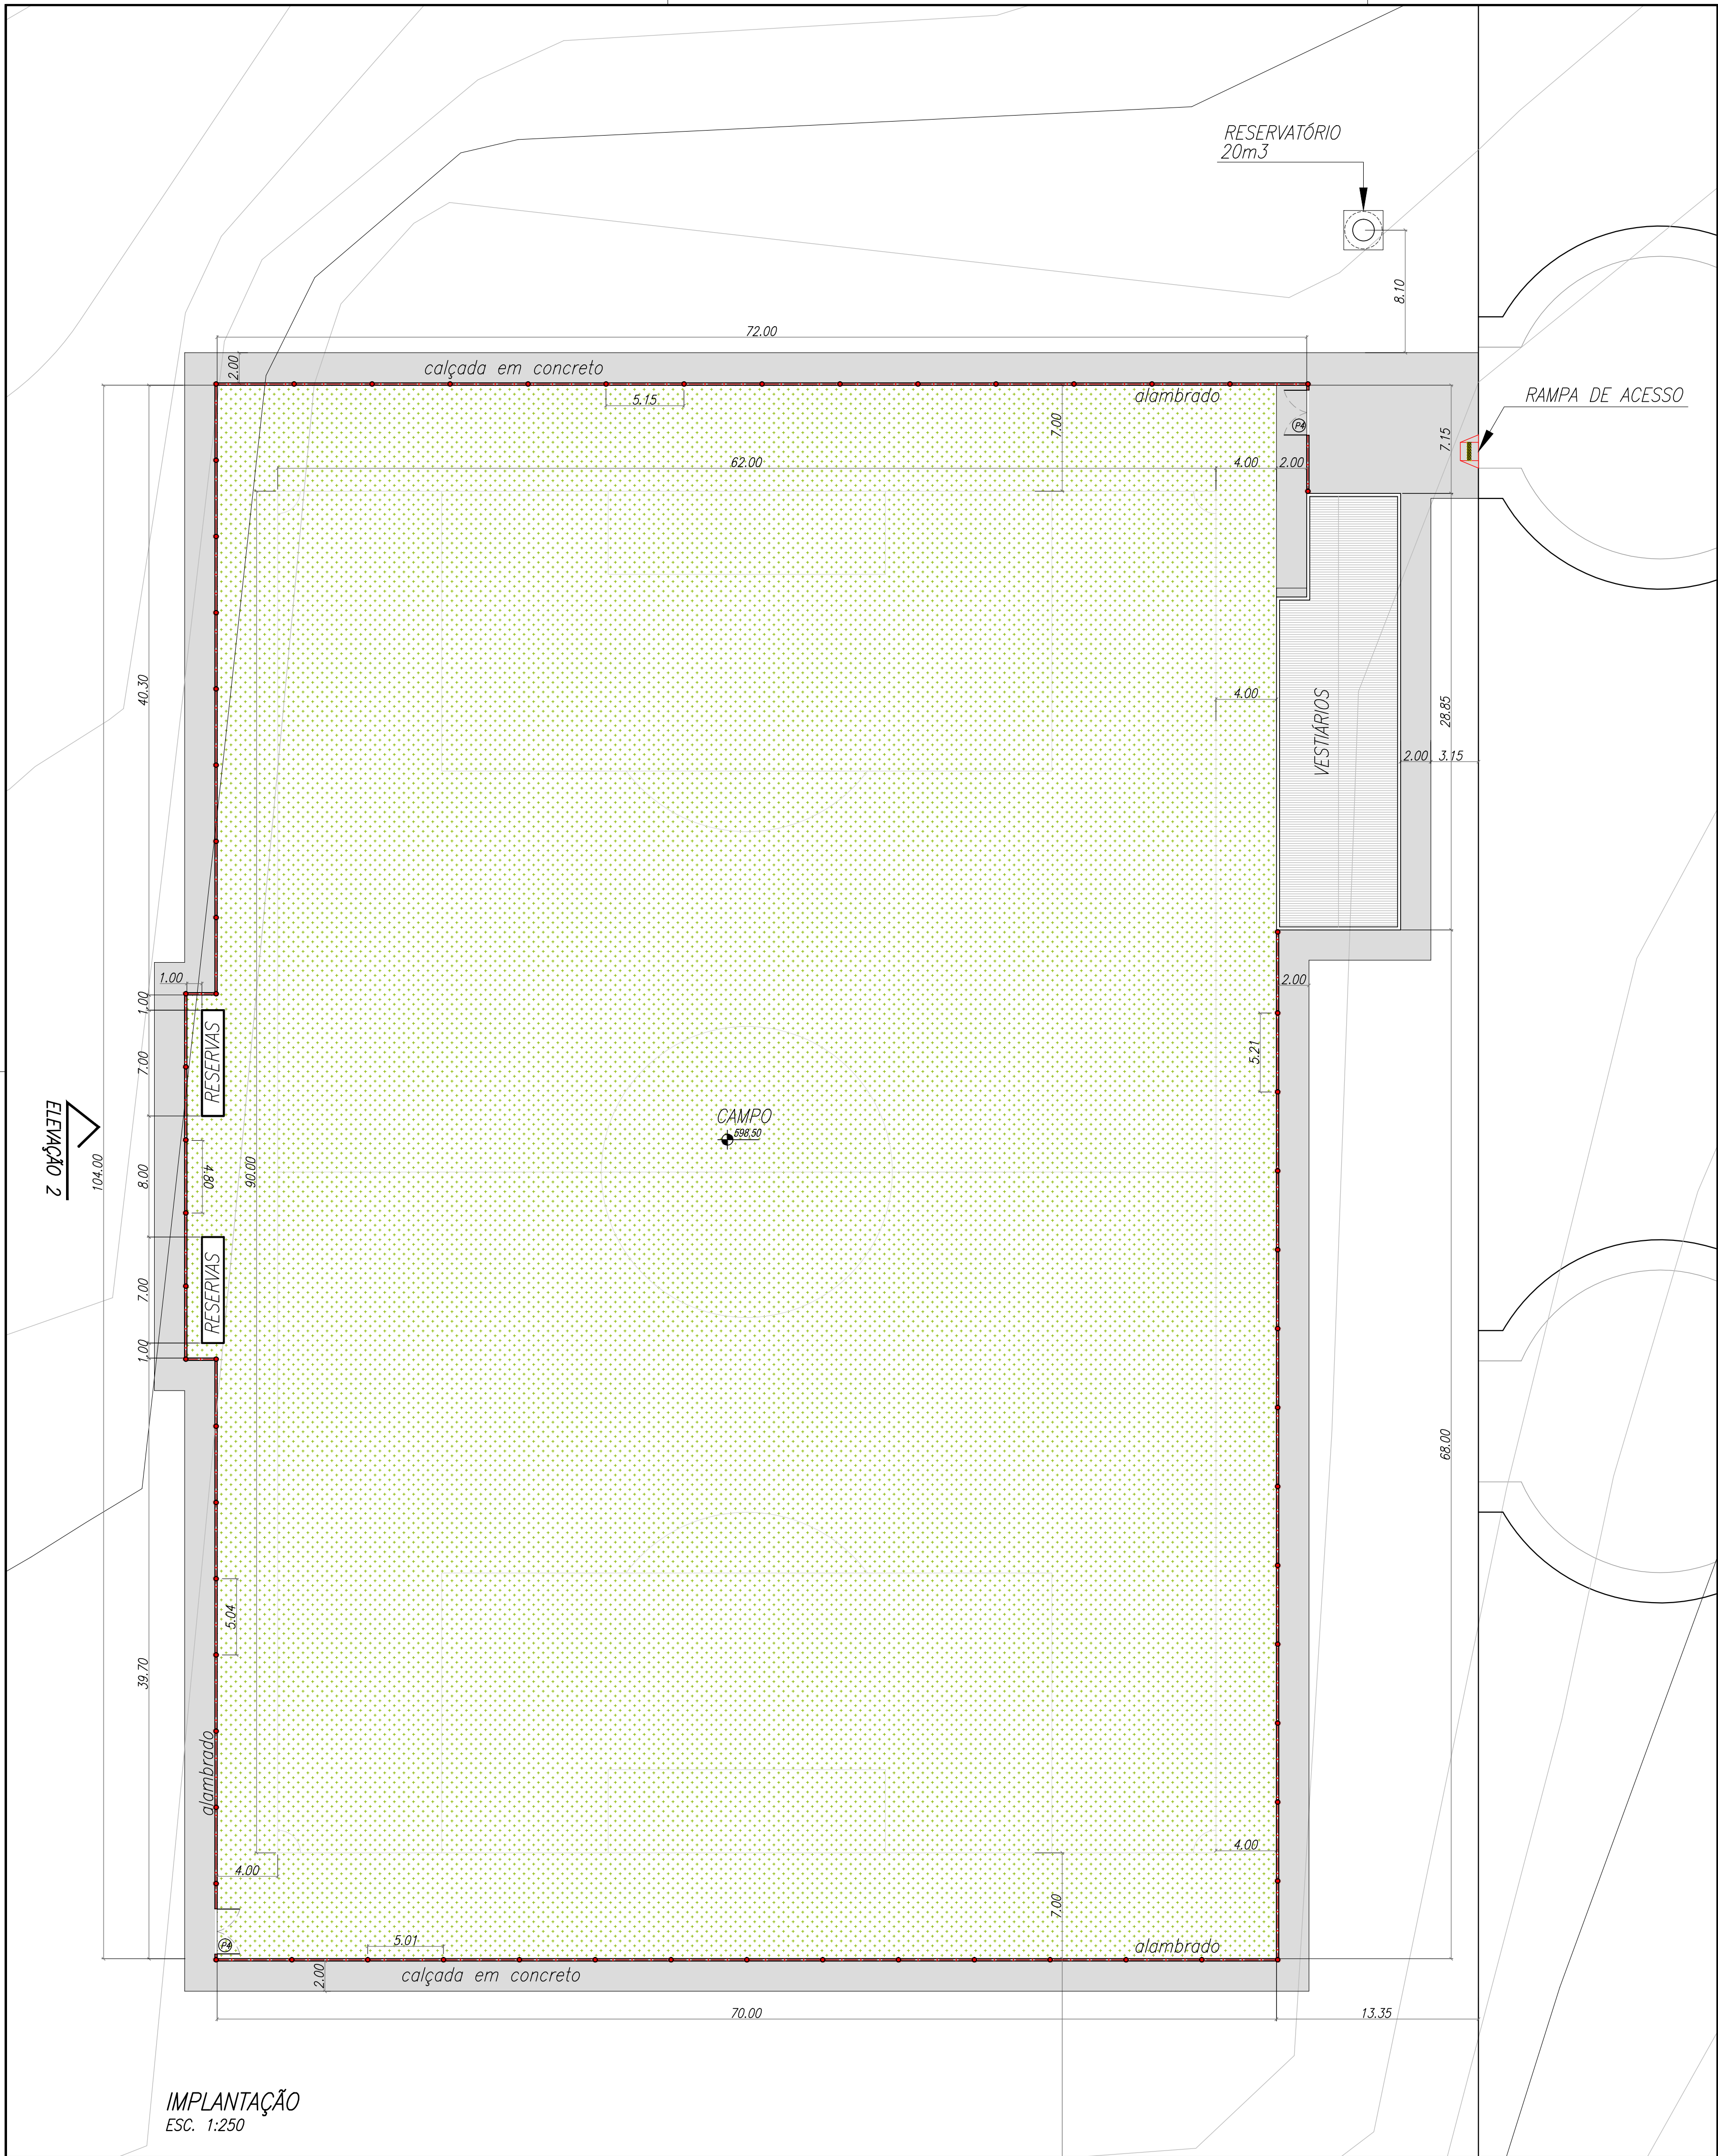 RESERVATÓRIO
20m3
8.10
72.00
2.00
calçada em concreto
5.15
alambrado
7.00
P4
RAMPA DE ACESSO
7.15
62.00
4.00
2.00
40.30
4.00
VESTIÁRIOS
28.85
2.00
3.15
1.00
2.00
1.00
RESERVAS
7.00
5.21
ELEVAÇÃO 2
104.00
CAMPO
598,50
8.00
4.80
90.00
RESERVAS
7.00
1.00
68.00
5.04
39.70
alambrado
4.00
4.00
7.00
P4
5.01
alambrado
2.00
calçada em concreto
70.00
13.35
IMPLANTAÇÃO
ESC. 1:250